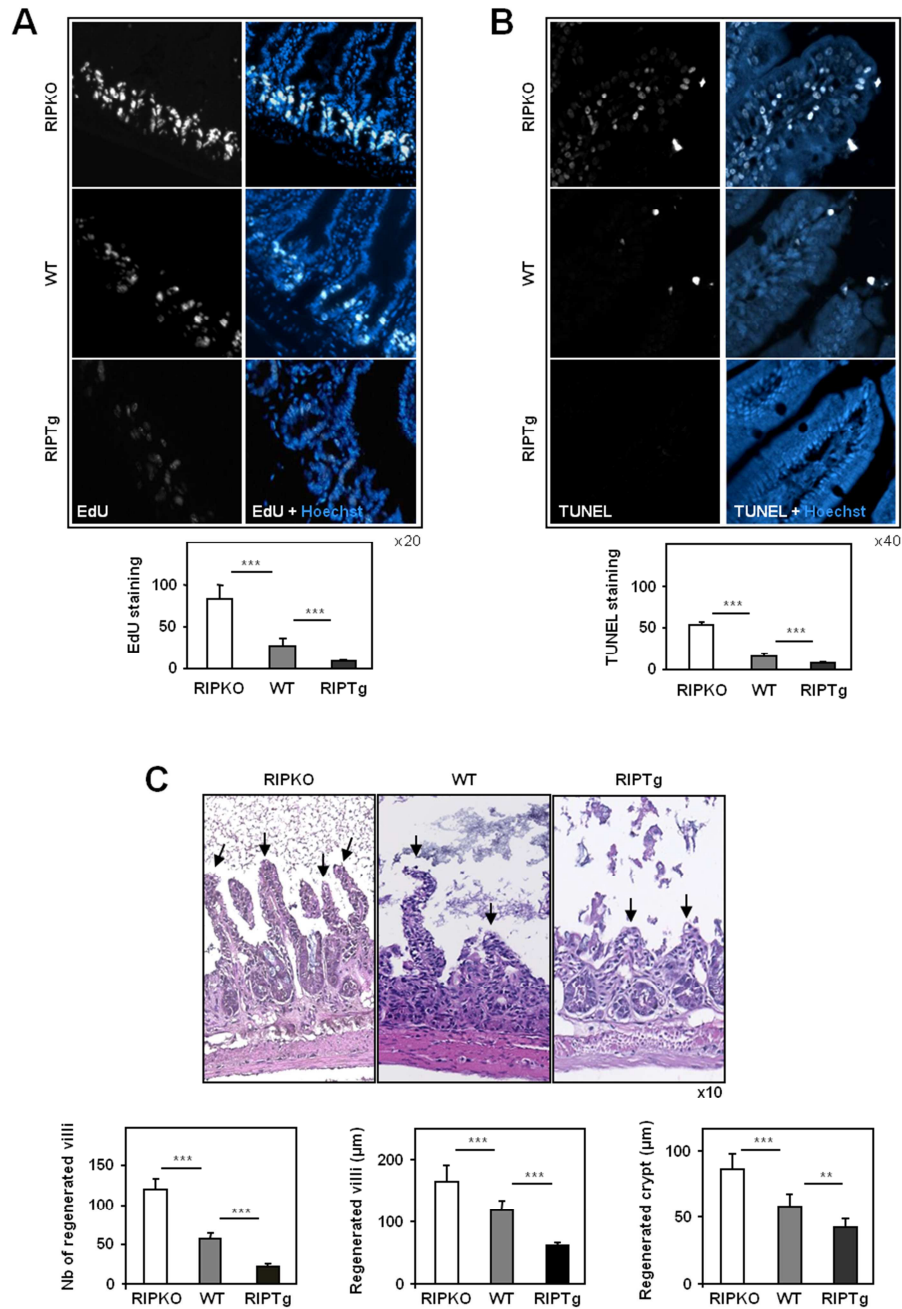 A
B
RIPKO
WT
RIPTg
EdU
EdU + Hoechst
x20
RIPKO
WT
RIPTg
TUNEL
TUNEL + Hoechst
x40
EdU staining
100
50
0
***
***
RIPKO WT RIPTg
TUNEL staining
100
50
0
***
***
RIPKO WT RIPTg
C
RIPKO WT RIPTg
x10
Nb of regenerated villi
150
100
50
0
***
***
RIPKO WT RIPTg
Regenerated villi (µm)
200
100
0
***
***
RIPKO WT RIPTg
Regenerated crypt (µm)
100
50
0
***
**
RIPKO WT RIPTg